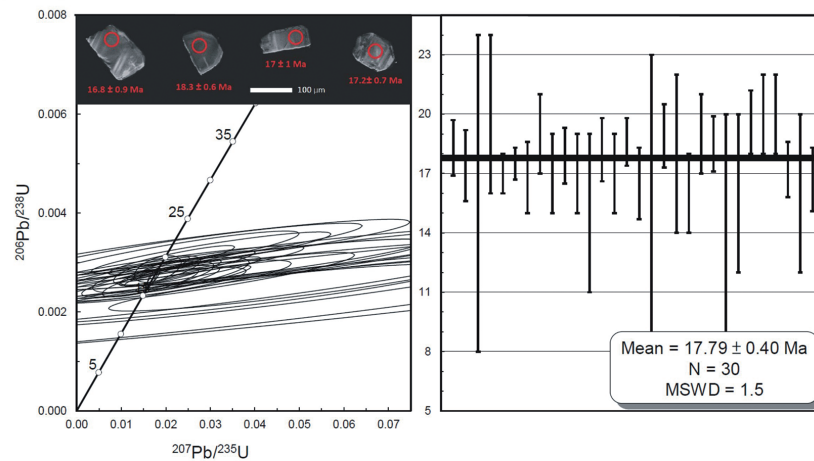 0.008
0.006
0.004
0.002
0.000
16.8 ± 0.9 Ma
18.3 ± 0.6 Ma
17 ± 1 Ma
17.2± 0.7 Ma
100 µm
35
25
5
0.00 0.01 0.02 0.03 0.04 0.05 0.06 0.07
206Pb/238U
207Pb/235U
23
20
17
14
11
8
5
Mean = 17.79 ± 0.40 Ma
N = 30
MSWD = 1.5